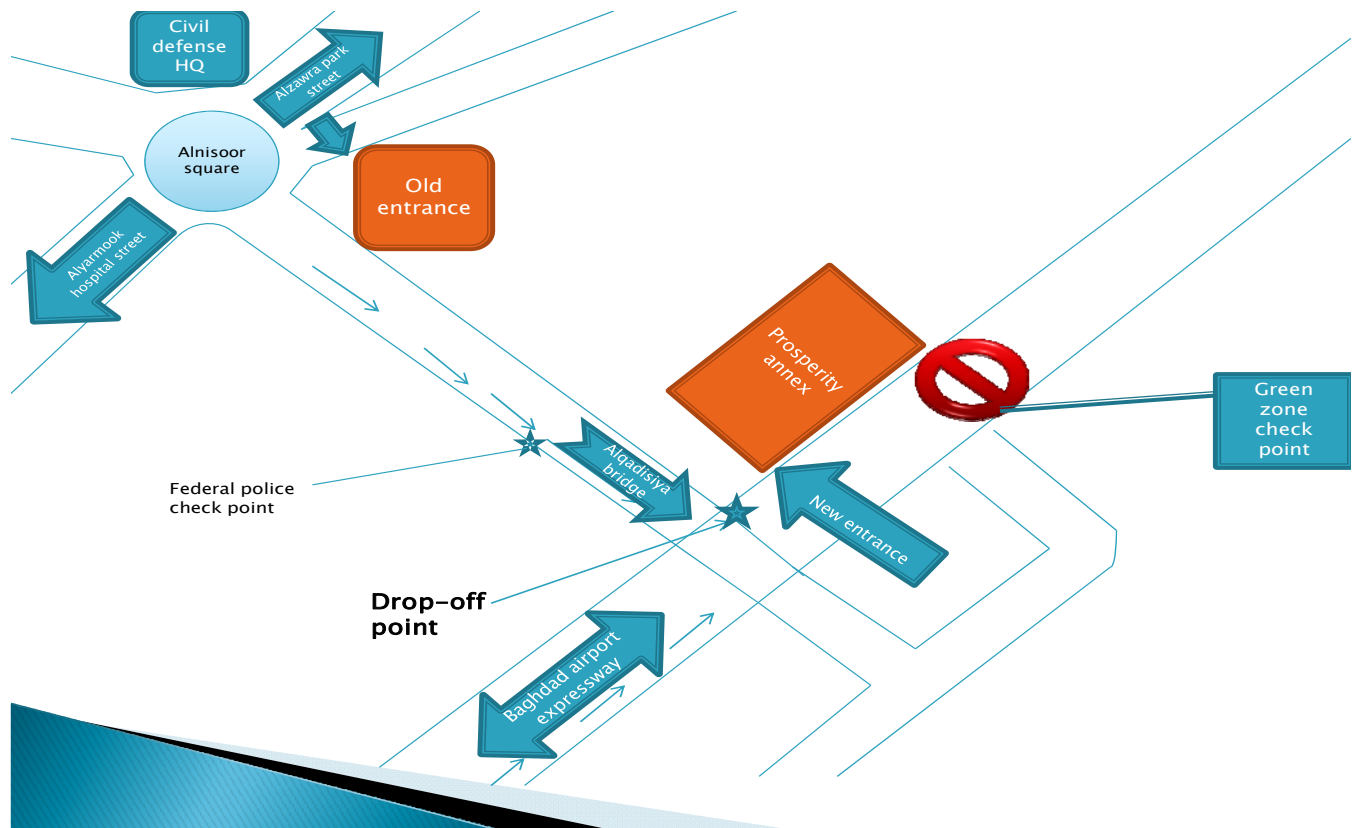 Civil
defense
HQ
Alzawra park
street
Alnisoor
square
Old
entrance
Alyarmook
hospital street
Prosperity
annex
Green
zone
check
point
Alqadisiya
bridge
Federal police
check point
New entrance
Drop-off
point
Baghdad airport
expressway